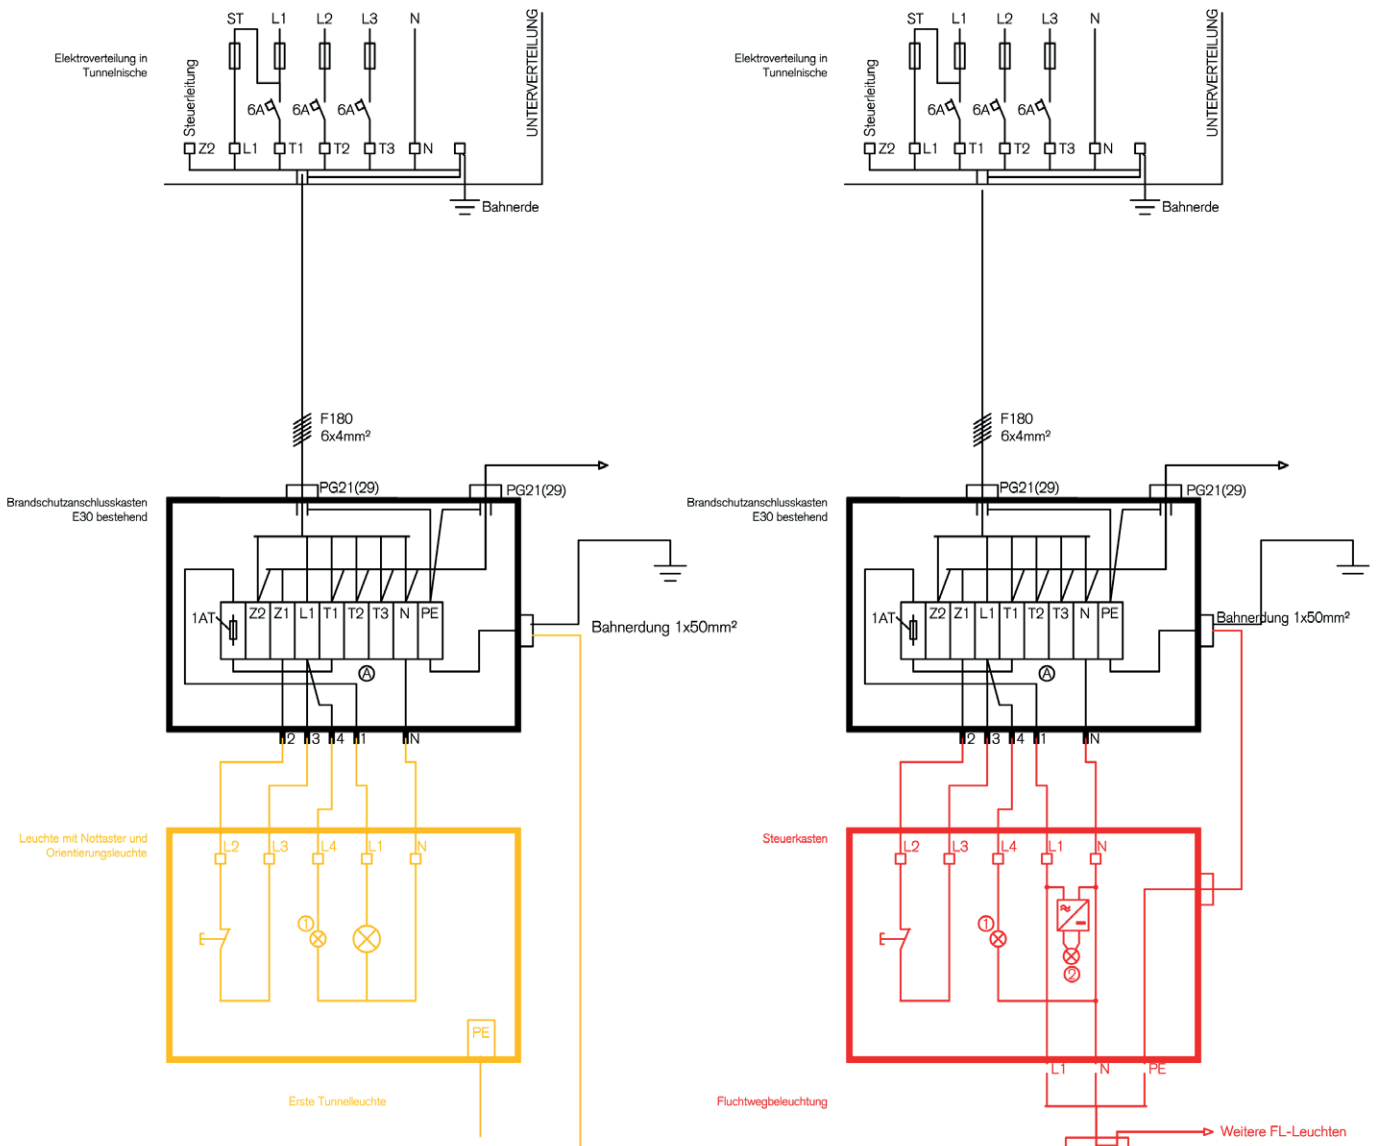 ST L1 L2 L3 N
UNTERVERTEILUNG
Elektroverteilung in
Tunnelnische
Steuerleitung
6A 6A 6A
Z2 L1 T1 T2 T3 N
Bahnerde
F180
6x4mm²
PG21(29) PG21(29)
Brandschutzanschlusskasten
E30 bestehend
1AT Z2 Z1 L1 T1 T2 T3 N PE
A
Bahnerdung 1x50mm²
2 3 4 1 N
Leuchte mit Nottaster und
Orientierungsleuchte
L2 L3 L4 L1 N
1
PE
Erste Tunnelleuchte
ST L1 L2 L3 N
UNTERVERTEILUNG
Elektroverteilung in
Tunnelnische
Steuerleitung
6A 6A 6A
Z2 L1 T1 T2 T3 N
Bahnerde
F180
6x4mm²
PG21(29) PG21(29)
Brandschutzanschlusskasten
E30 bestehend
1AT Z2 Z1 L1 T1 T2 T3 N PE
A
Bahnerdung 1x50mm²
2 3 4 1 N
Steuerkasten
L2 L3 L4 L1 N
1
2
L1 N PE
Fluchtwegbeleuchtung
Weitere FL-Leuchten